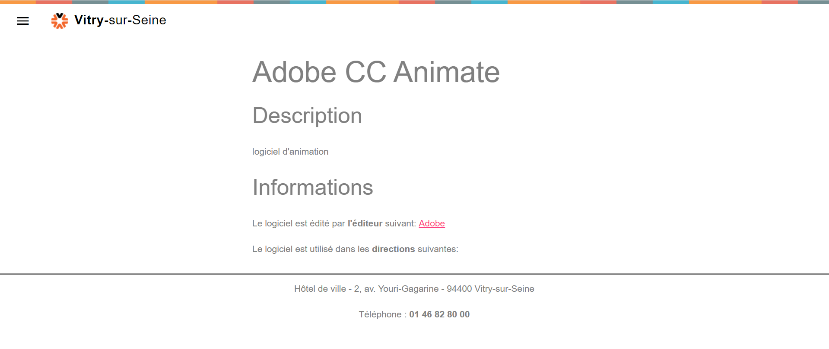 Vitry-sur-Seine
Adobe CC Animate
Description
logiciel d'animation
Informations
Le logiciel est édité par l'éditeur suivant: Adobe
Le logiciel est utilisé dans les directions suivantes:
Hôtel de ville - 2, av. Youri-Gagarine - 94400 Vitry-sur-Seine
Téléphone : 01 46 82 80 00